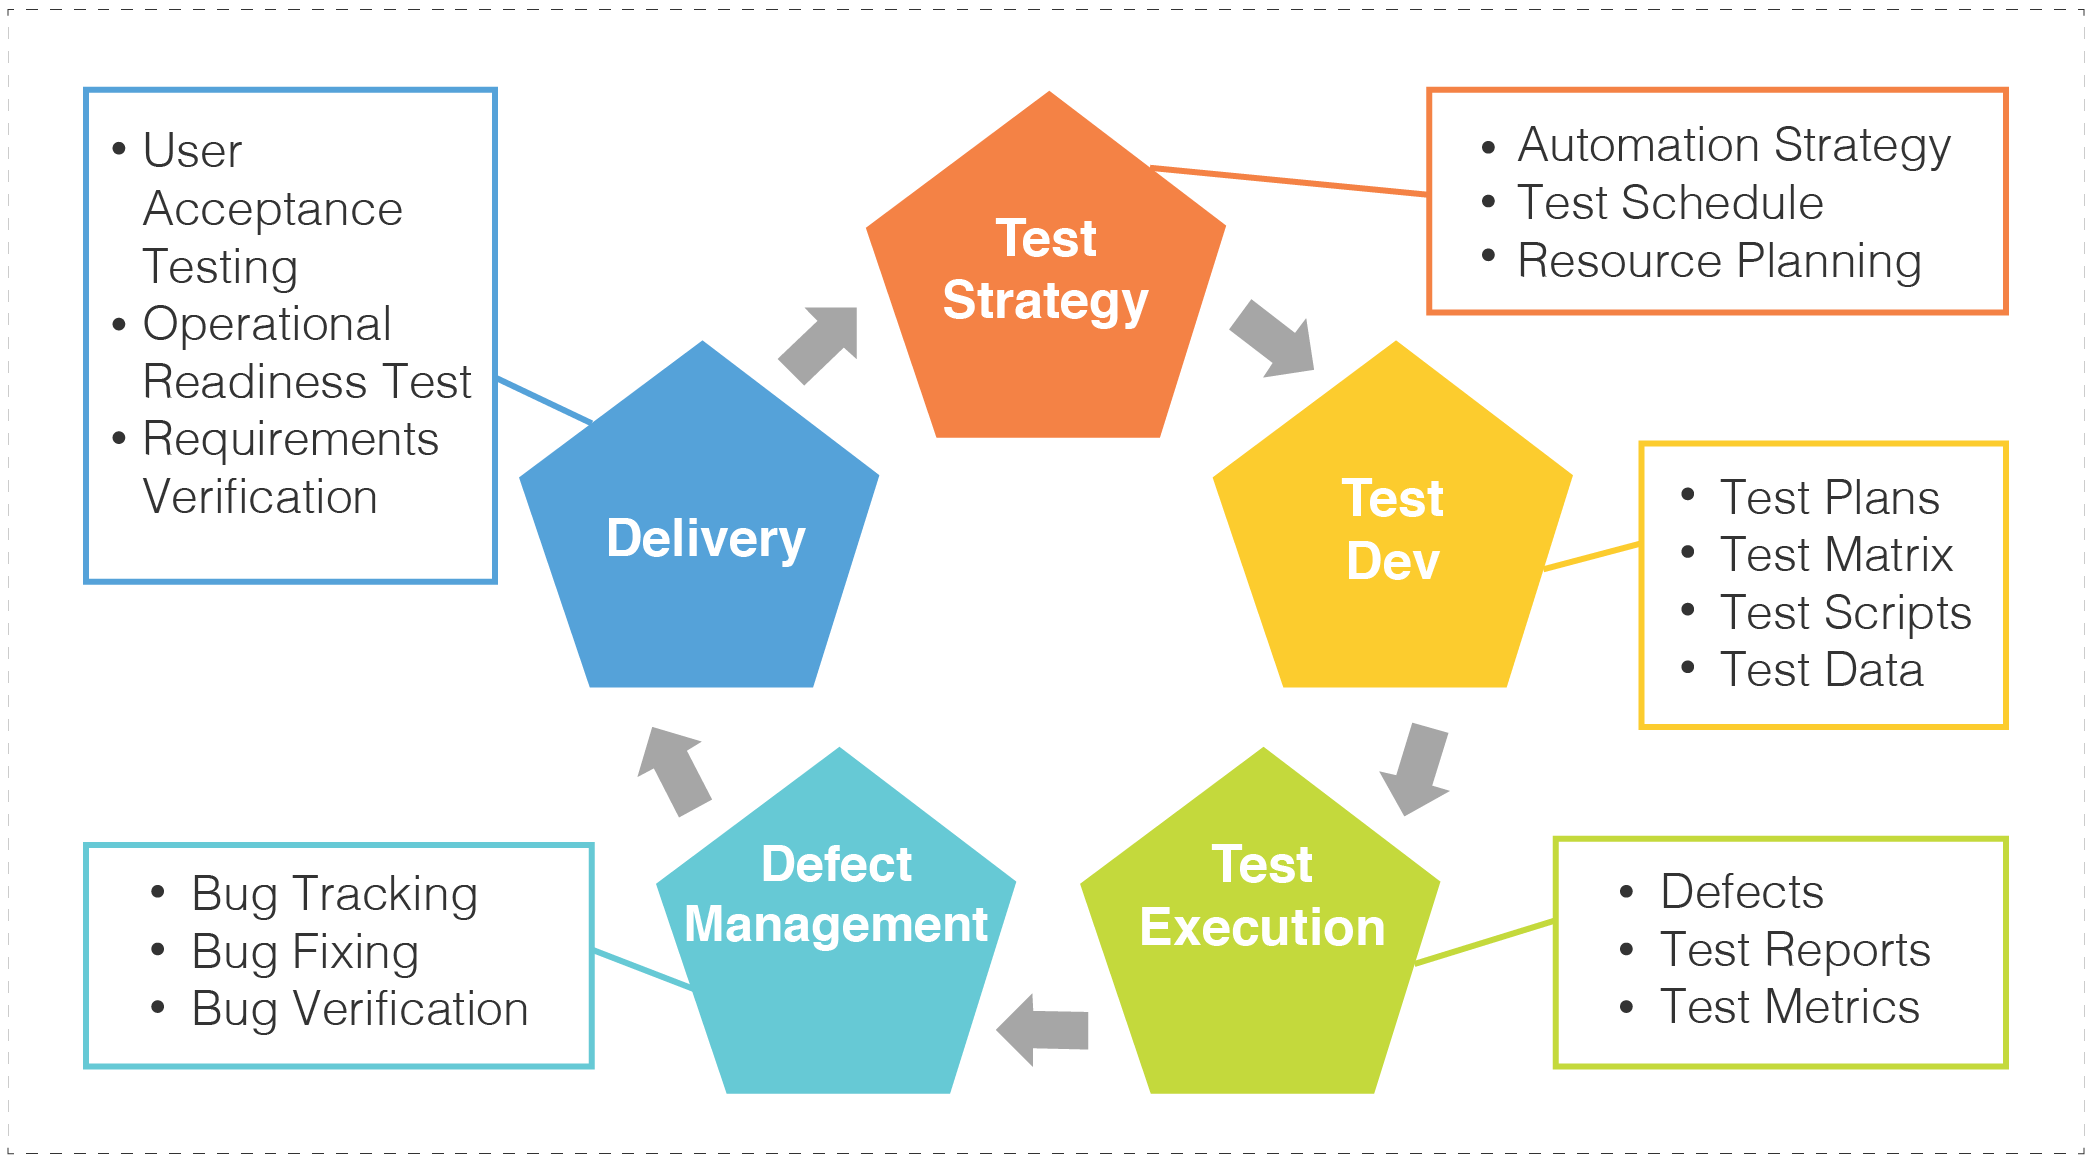 Test
Strategy
• Automation Strategy
• Test Schedule
• Resource Planning
Test
Dev
• Test Plans
• Test Matrix
• Test Scripts
• Test Data
Test
Execution
• Defects
• Test Reports
• Test Metrics
Defect
Management
• Bug Tracking
• Bug Fixing
• Bug Verification
Delivery
• User
Acceptance
Testing
• Operational
Readiness Test
• Requirements
Verification